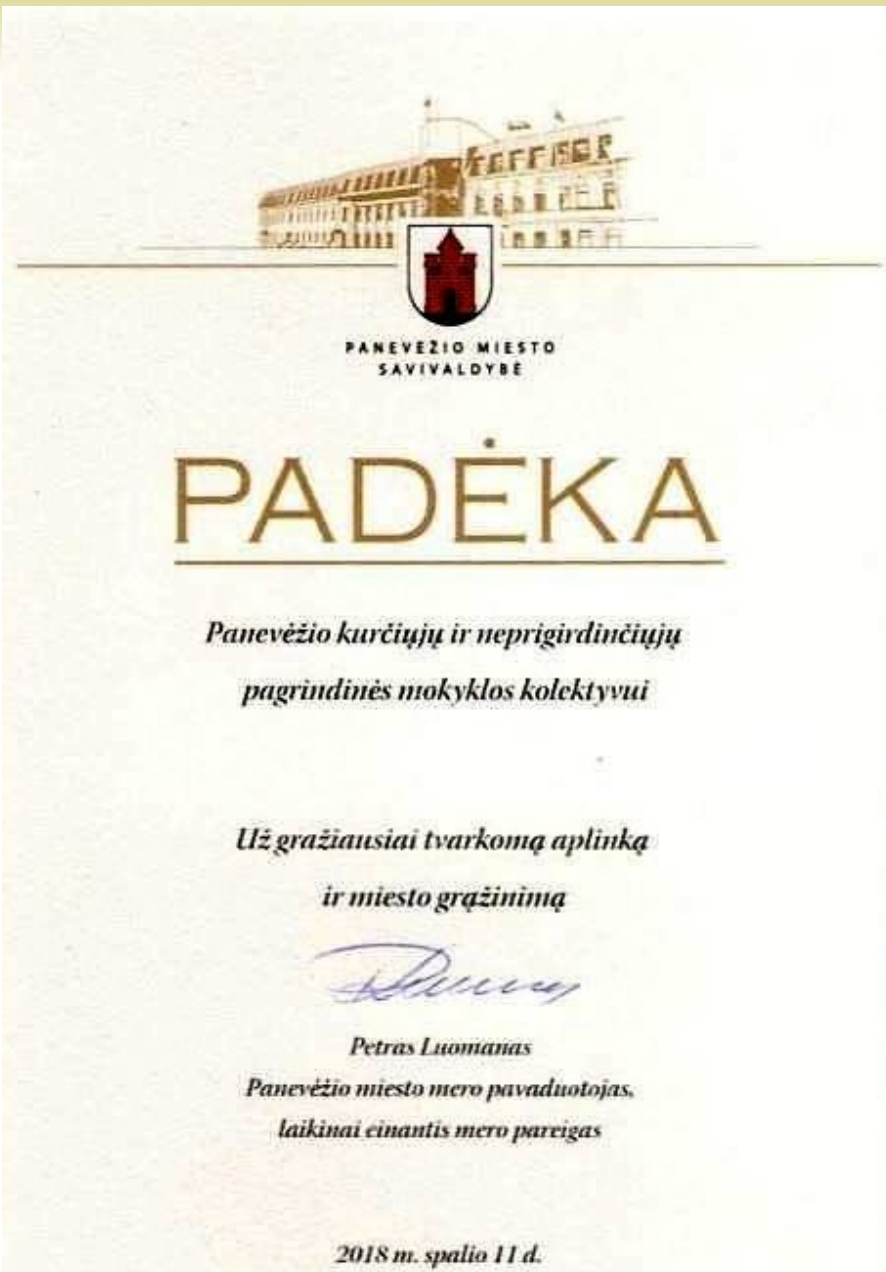 PANEVĖŽIO MIESTO
SAVIVALDYBĖ
PADĖKA
Panevėžio kurčiųjų ir neprigirdinčiųjų
pagrindinės mokyklos kolektyvui
Už gražiausiai tvarkomą aplinką
ir miesto grąžinimą
Petras Luomanas
Panevėžio miesto mero pavaduotojas,
laikinai einantis mero pareigas
2018 m. spalio 11 d.